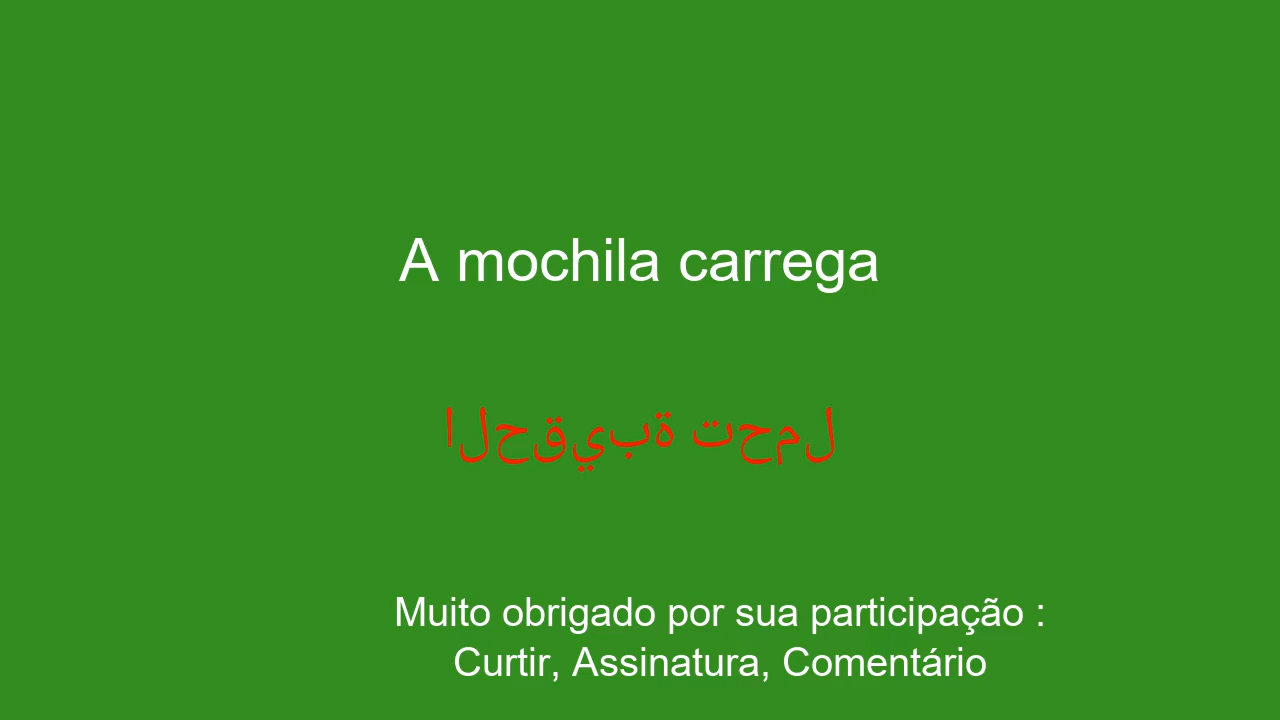 A mochila carrega
الحقيبة تحمل
Muito obrigado por sua participação :
Curtir, Assinatura, Comentário